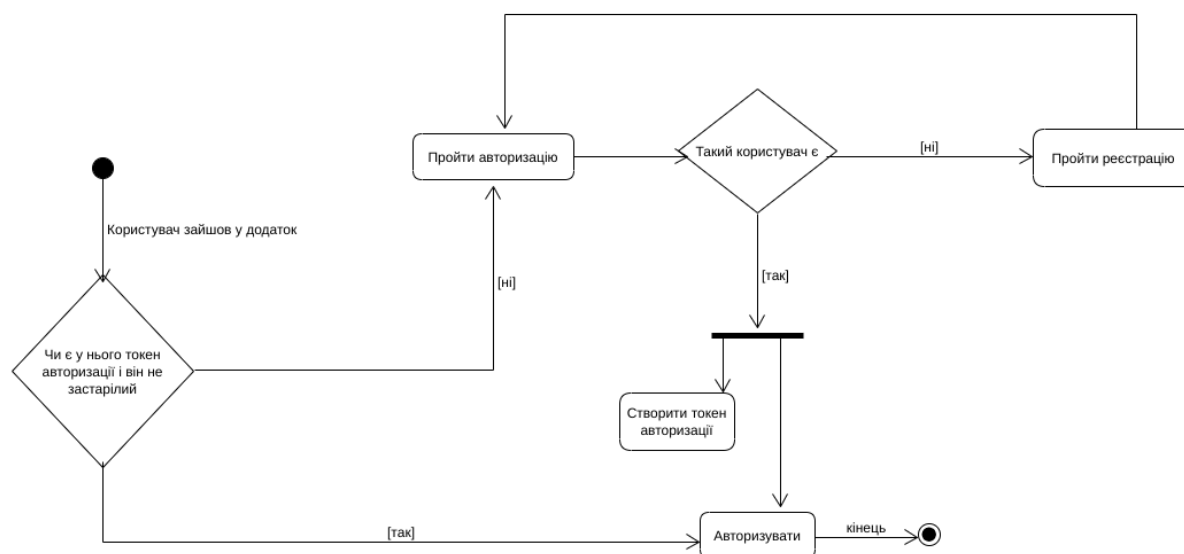 Пройти авторизацію
Такий користувач є
[ні]
Пройти реєстрацію
Користувач зайшов у додаток
[ні]
[так]
Чи є у нього токен
авторизації і він не
застарілий
Створити токен
авторизації
[так]
Авторизувати
кінець